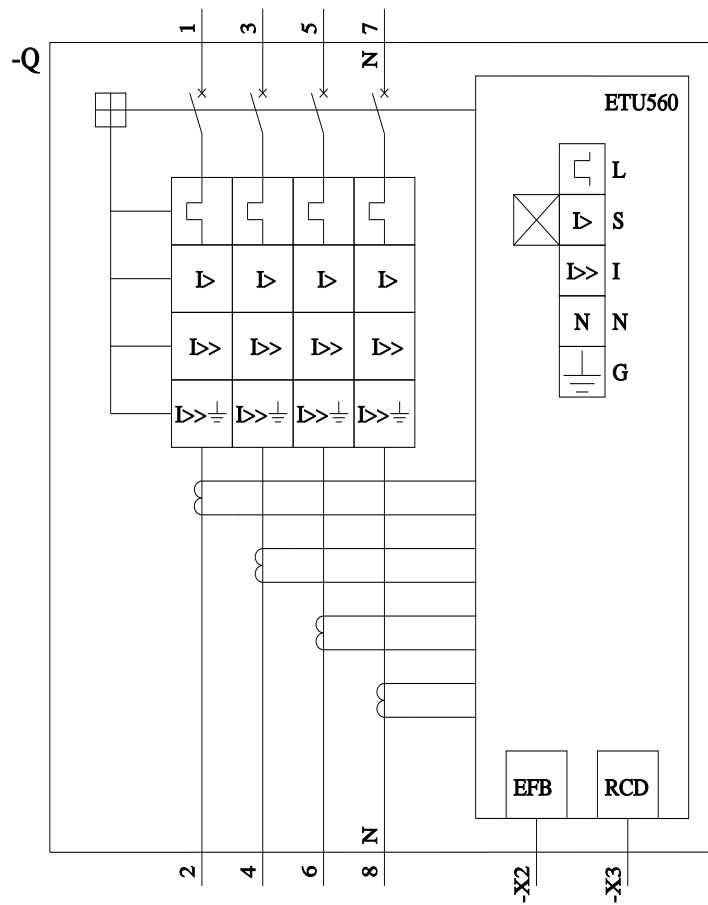 1 3 5 7
N
-Q
ETU560
L
I> S
I>> I
N N
G
I> I> I> I>
I>> I>> I>> I>>
I>> I>> I>> I>>
EFB RCD
N
2 4 6 8 -X2 -X3